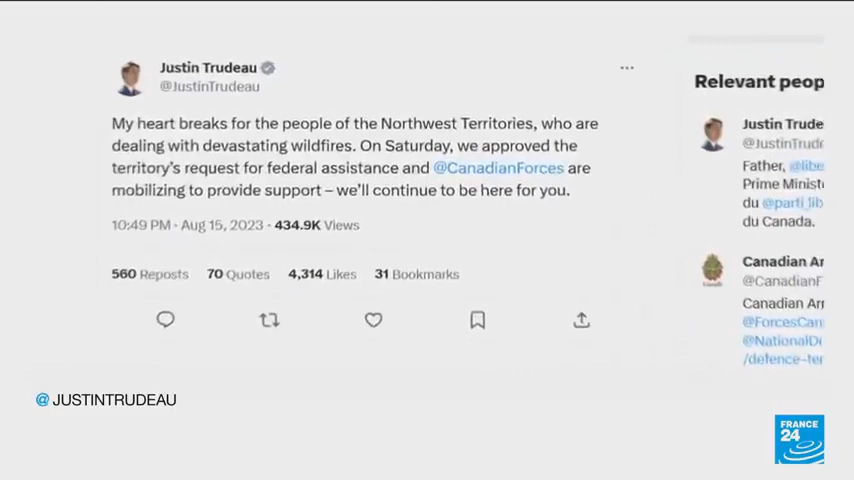 Justin Trudeau
@JustinTrudeau
My heart breaks for the people of the Northwest Territories, who are
dealing with devastating wildfires. On Saturday, we approved the
territory's request for federal assistance and @CanadianForces are
mobilizing to provide support – we'll continue to be here for you.
10:49 PM · Aug 15, 2023 · 434.9K Views
560 Reposts 70 Quotes 4,314 Likes 31 Bookmarks
Relevant peop
Justin Trude
@JustinTrud
Father, @libe
Prime Minist
du @parti_lib
du Canada.
Canadian Ar
@CanadianF
Canadian Arr
@ForcesCan
@NationalD
/defence-ter
@ JUSTINTRUDEAU
FRANCE
24